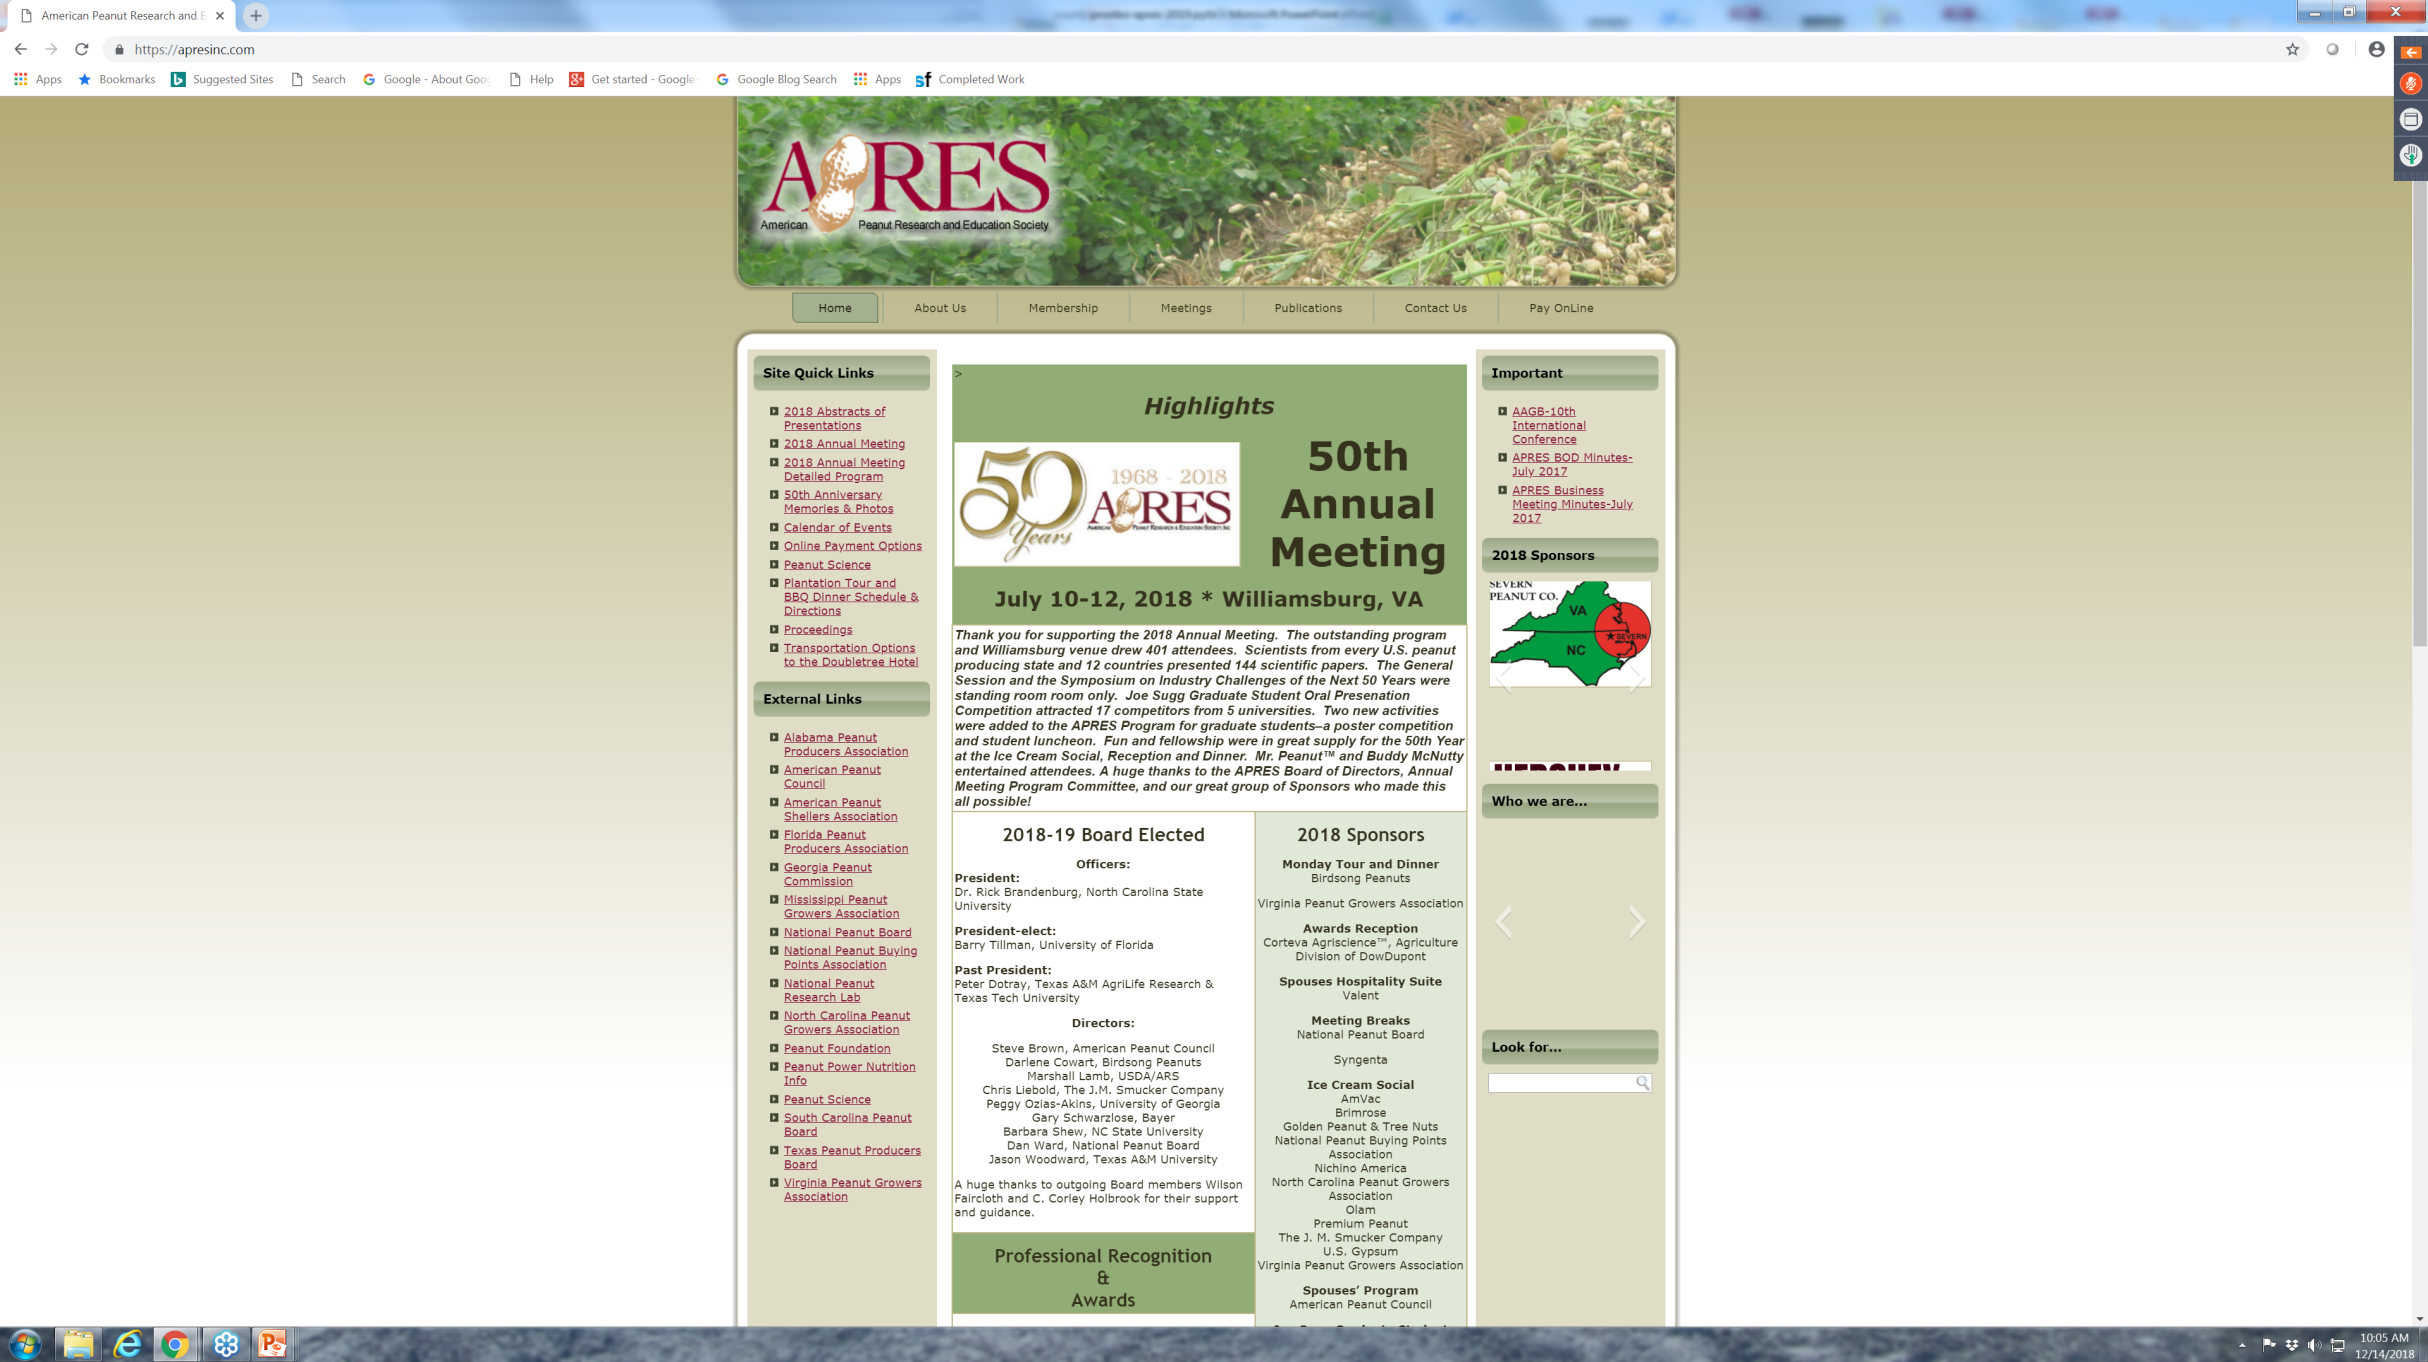 American Peanut Research and E
https://apresinc.com
Apps
Bookmarks
Suggested Sites
Search
Google - About Goo
Help
Get started - Google
Google Blog Search
Apps
Completed Work
APRES
American Peanut Research and Education Society
Home
About Us
Membership
Meetings
Publications
Contact Us
Pay OnLine
Site Quick Links
2018 Abstracts of
Presentations
2018 Annual Meeting
2018 Annual Meeting
Detailed Program
50th Anniversary
Memories & Photos
Calendar of Events
Online Payment Options
Peanut Science
Plantation Tour and
BBQ Dinner Schedule &
Directions
Proceedings
Transportation Options
to the Doubletree Hotel
External Links
Alabama Peanut
Producers Association
American Peanut
Council
American Peanut
Shellers Association
Florida Peanut
Producers Association
Georgia Peanut
Commission
Mississippi Peanut
Growers Association
National Peanut Board
National Peanut Buying
Points Association
National Peanut
Research Lab
North Carolina Peanut
Growers Association
Peanut Foundation
Peanut Power Nutrition
Info
Peanut Science
South Carolina Peanut
Board
Texas Peanut Producers
Board
Virginia Peanut Growers
Association
>
Highlights
50 Years
1968 - 2018
APRES
AMERICAN PEANUT RESEARCH & EDUCATION SOCIETY, INC
50th
Annual
Meeting
July 10-12, 2018 * Williamsburg, VA
Thank you for supporting the 2018 Annual Meeting.  The outstanding program
and Williamsburg venue drew 401 attendees.  Scientists from every U.S. peanut
producing state and 12 countries presented 144 scientific papers.  The General
Session and the Symposium on Industry Challenges of the Next 50 Years were
standing room room only.  Joe Sugg Graduate Student Oral Presenation
Competition attracted 17 competitors from 5 universities.  Two new activities
were added to the APRES Program for graduate students–a poster competition
and student luncheon.  Fun and fellowship were in great supply for the 50th Year
at the Ice Cream Social, Reception and Dinner.  Mr. Peanut™ and Buddy McNutty
entertained attendees. A huge thanks to the APRES Board of Directors, Annual
Meeting Program Committee, and our great group of Sponsors who made this
all possible!
2018-19 Board Elected
Officers:
President:
Dr. Rick Brandenburg, North Carolina State
University
President-elect:
Barry Tillman, University of Florida
Past President:
Peter Dotray, Texas A&M AgriLife Research &
Texas Tech University
Directors:
Steve Brown, American Peanut Council
Darlene Cowart, Birdsong Peanuts
Marshall Lamb, USDA/ARS
Chris Liebold, The J.M. Smucker Company
Peggy Ozias-Akins, University of Georgia
Gary Schwarzlose, Bayer
Barbara Shew, NC State University
Dan Ward, National Peanut Board
Jason Woodward, Texas A&M University
A huge thanks to outgoing Board members Wilson
Faircloth and C. Corley Holbrook for their support
and guidance.
Professional Recognition
&
Awards
2018 Sponsors
Monday Tour and Dinner
Birdsong Peanuts
Virginia Peanut Growers Association
Awards Reception
Corteva Agriscience™, Agriculture
Division of DowDupont
Spouses Hospitality Suite
Valent
Meeting Breaks
National Peanut Board
Syngenta
Ice Cream Social
AmVac
Brimrose
Golden Peanut & Tree Nuts
National Peanut Buying Points
Association
Nichino America
North Carolina Peanut Growers
Association
Olam
Premium Peanut
The J. M. Smucker Company
U.S. Gypsum
Virginia Peanut Growers Association
Spouses’ Program
American Peanut Council
Important
AAGB-10th
International
Conference
APRES BOD Minutes-
July 2017
APRES Business
Meeting Minutes-July
2017
2018 Sponsors
SEVERN
PEANUT CO.
VA
SEVERN
NC
HERSHEY
Who we are...
Look for...
10:05 AM
12/14/2018